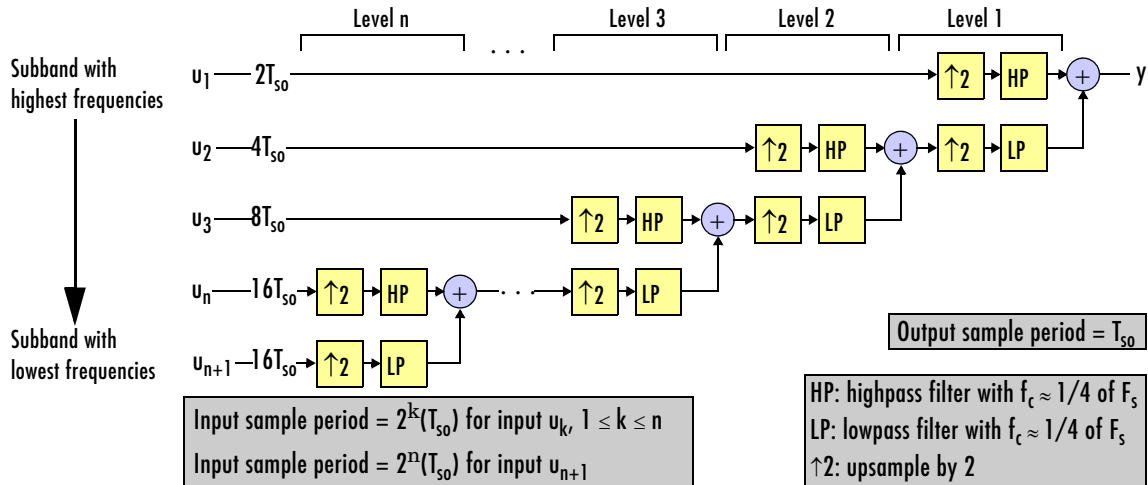 Level n
. . .
Level 3
Level 2
Level 1
Subband with
highest frequencies
u₁ 2Tₛₒ ↑2 HP + y
u₂ 4Tₛₒ ↑2 HP + ↑2 LP
u₃ 8Tₛₒ ↑2 HP + ↑2 LP
uₙ 16Tₛₒ ↑2 HP + . . . ↑2 LP
Subband with
lowest frequencies
uₙ₊₁ 16Tₛₒ ↑2 LP
Output sample period = Tₛₒ
Input sample period = 2ᵏ(Tₛₒ) for input uₖ, 1 ≤ k ≤ n
Input sample period = 2ⁿ(Tₛₒ) for input uₙ₊₁
HP: highpass filter with f_c ≈ 1/4 of Fₛ
LP: lowpass filter with f_c ≈ 1/4 of Fₛ
↑2: upsample by 2